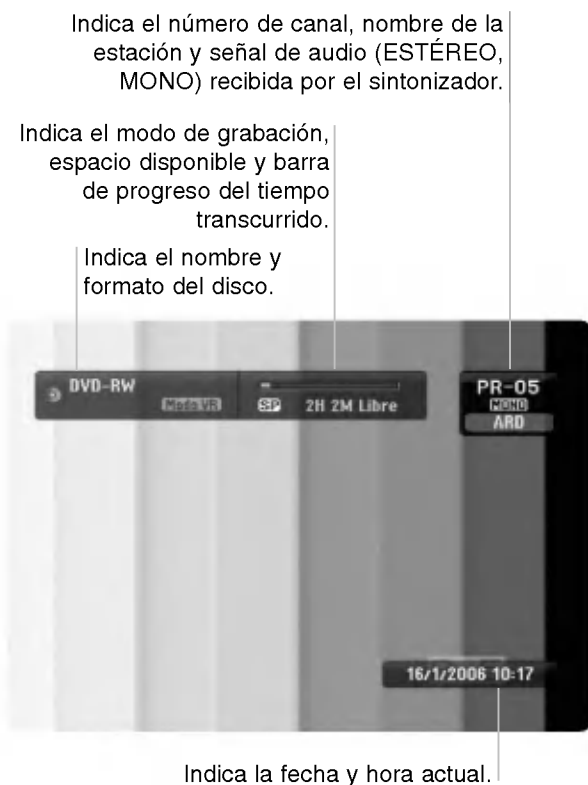 Indica el número de canal, nombre de la
estación y señal de audio (ESTÉREO,
MONO) recibida por el sintonizador.
Indica el modo de grabación,
espacio disponible y barra
de progreso del tiempo
transcurrido.
Indica el nombre y
formato del disco.
DVD-RW
Modo VR
SP 2H 2M Libre
PR-05
MONO
ARD
16/1/2006 10:17
Indica la fecha y hora actual.